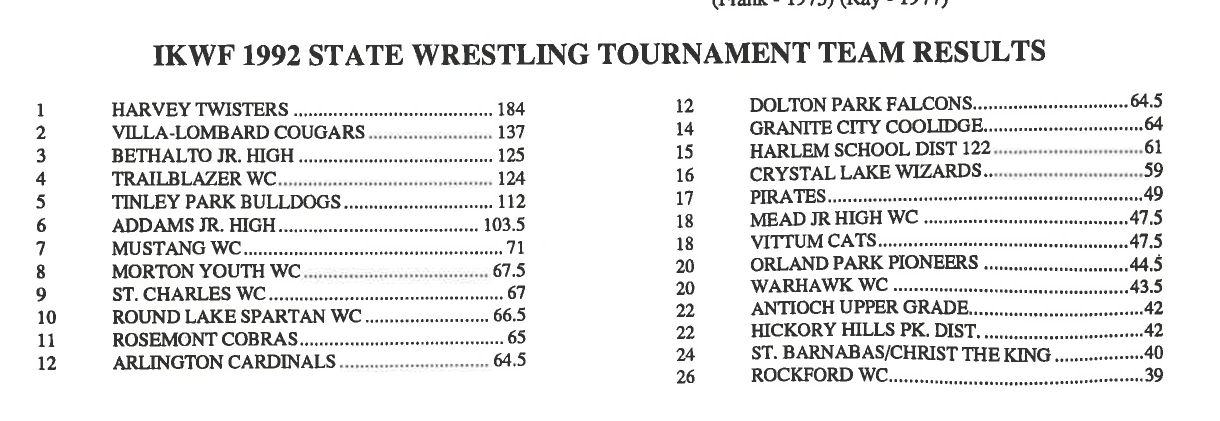 (Frank - 1975) (Ray - 1977)
IKWF 1992 STATE WRESTLING TOURNAMENT TEAM RESULTS
1 HARVEY TWISTERS ........................................ 184
2 VILLA-LOMBARD COUGARS ......................... 137
3 BETHALTO JR. HIGH ....................................... 125
4 TRAILBLAZER WC............................................ 124
5 TINLEY PARK BULLDOGS .............................. 112
6 ADDAMS JR. HIGH......................................... 103.5
7 MUSTANG WC..................................................... 71
8 MORTON YOUTH WC...................................... 67.5
9 ST. CHARLES WC ................................................ 67
10 ROUND LAKE SPARTAN WC ......................... 66.5
11 ROSEMONT COBRAS .......................................... 65
12 ARLINGTON CARDINALS .............................. 64.5
12 DOLTON PARK FALCONS............................... 64.5
14 GRANITE CITY COOLIDGE................................ 64
15 HARLEM SCHOOL DIST 122 .............................. 61
16 CRYSTAL LAKE WIZARDS................................ 59
17 PIRATES................................................................ 49
18 MEAD JR HIGH WC ......................................... 47.5
18 VITTUM CATS.................................................. 47.5
20 ORLAND PARK PIONEERS ............................. 44.5
20 WARHAWK WC ............................................... 43.5
22 ANTIOCH UPPER GRADE................................... 42
22 HICKORY HILLS PK. DIST. ................................ 42
24 ST. BARNABAS/CHRIST THE KING .................. 40
26 ROCKFORD WC................................................... 39